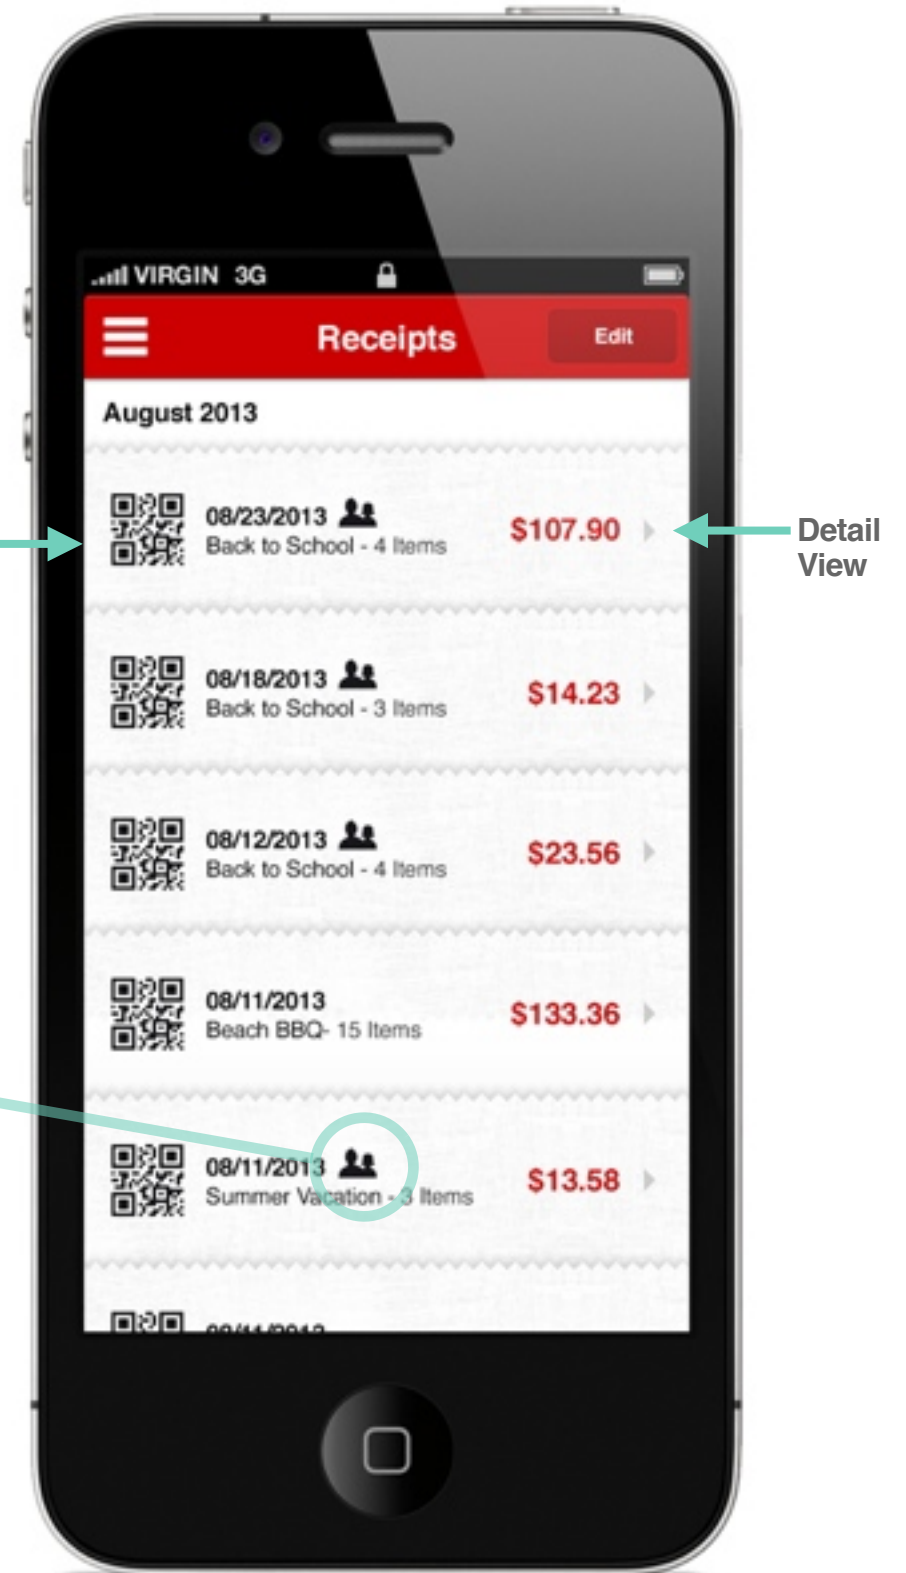 VIRGIN 3G
Receipts
Edit
August 2013
08/23/2013
Back to School - 4 Items
$107.90
Detail
View
08/18/2013
Back to School - 3 Items
$14.23
08/12/2013
Back to School - 4 Items
$23.56
08/11/2013
Beach BBQ- 15 Items
$133.36
08/11/2013
Summer Vacation - 3 Items
$13.58